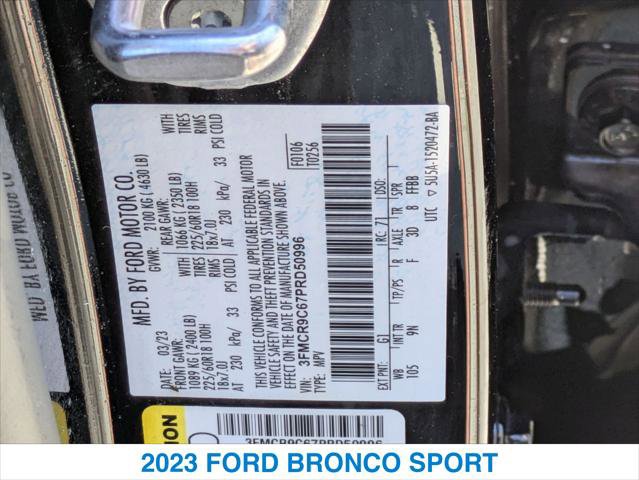 MFD. BY FORD MOTOR CO.
DATE: 03/23
GVWR:
2100 KG ( 4630 LB)
FRONT GAWR:
1089 KG ( 2400 LB)
REAR GAWR:
1066 KG ( 2350 LB)
WITH
TIRES
RIMS
PSI COLD
WITH
TIRES
RIMS
PSI COLD
225/60R18 100H
18x7.0J
AT 230 kPa/ 33
225/60R18 100H
18x7.0J
AT 230 kPa/ 33
THIS VEHICLE CONFORMS TO ALL APPLICABLE FEDERAL MOTOR
VEHICLE SAFETY AND THEFT PREVENTION STANDARDS IN
EFFECT ON THE DATE OF MANUFACTURE SHOWN ABOVE.
F0106
T0256
VIN: 3FMCR9C67PRD50996
TYPE: MPV
EXT PNT: G1 RC: 71 DSO:
WB INT TR TP/PS R AXLE TR SPR
105 9N F 3D 8 FFBB
UTC ▽ 5U5A-1520472-BA
3FMCR9C67PRD50996
2023 FORD BRONCO SPORT